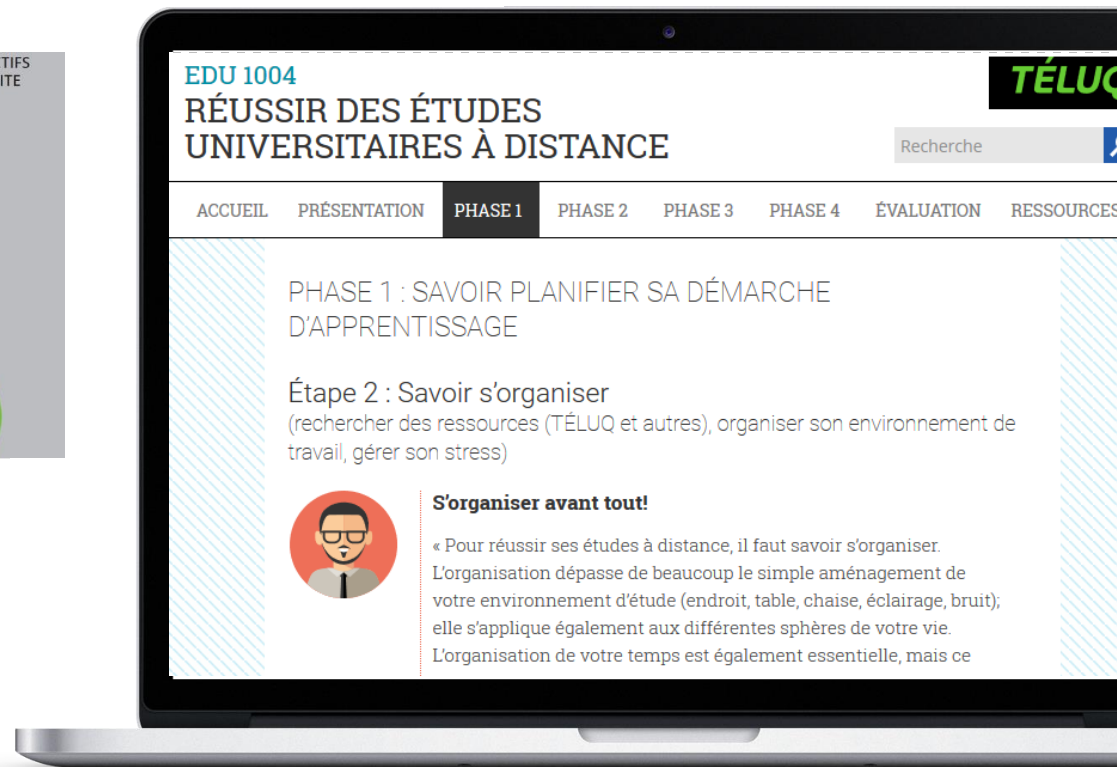 EDU 1004
RÉUSSIR DES ÉTUDES
UNIVERSITAIRES À DISTANCE
TÉLUQ
Recherche
ACCUEIL PRÉSENTATION PHASE 1 PHASE 2 PHASE 3 PHASE 4 ÉVALUATION RESSOURCES
PHASE 1 : SAVOIR PLANIFIER SA DÉMARCHE
D'APPRENTISSAGE
Étape 2 : Savoir s'organiser
(rechercher des ressources (TÉLUQ et autres), organiser son environnement de
travail, gérer son stress)
S'organiser avant tout!
« Pour réussir ses études à distance, il faut savoir s'organiser.
L'organisation dépasse de beaucoup le simple aménagement de
votre environnement d'étude (endroit, table, chaise, éclairage, bruit);
elle s'applique également aux différentes sphères de votre vie.
L'organisation de votre temps est également essentielle, mais ce